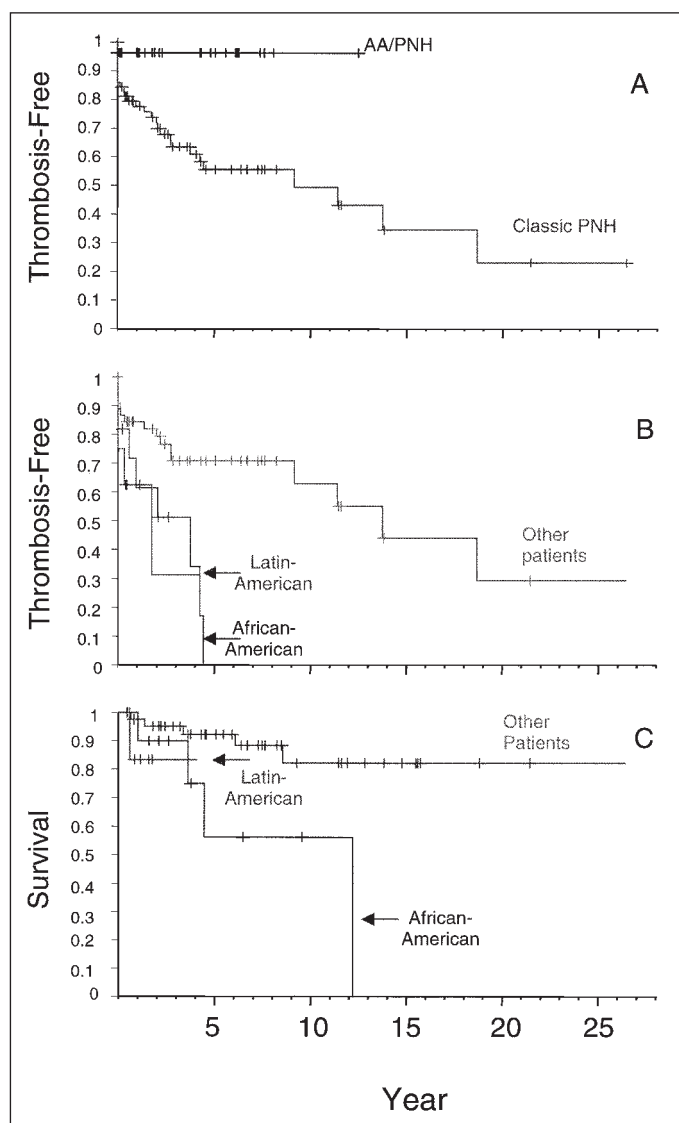 AA/PNH
A
Thrombosis-Free
1
0.9
0.8
0.7
0.6
0.5
0.4
0.3
0.2
0.1
0
Classic PNH
B
Thrombosis-Free
1
0.9
0.8
0.7
0.6
0.5
0.4
0.3
0.2
0.1
0
Other
patients
Latin-
American
African-
American
C
Survival
1
0.9
0.8
0.7
0.6
0.5
0.4
0.3
0.2
0.1
0
Other
Patients
Latin-
American
African-
American
5 10 15 20 25
Year